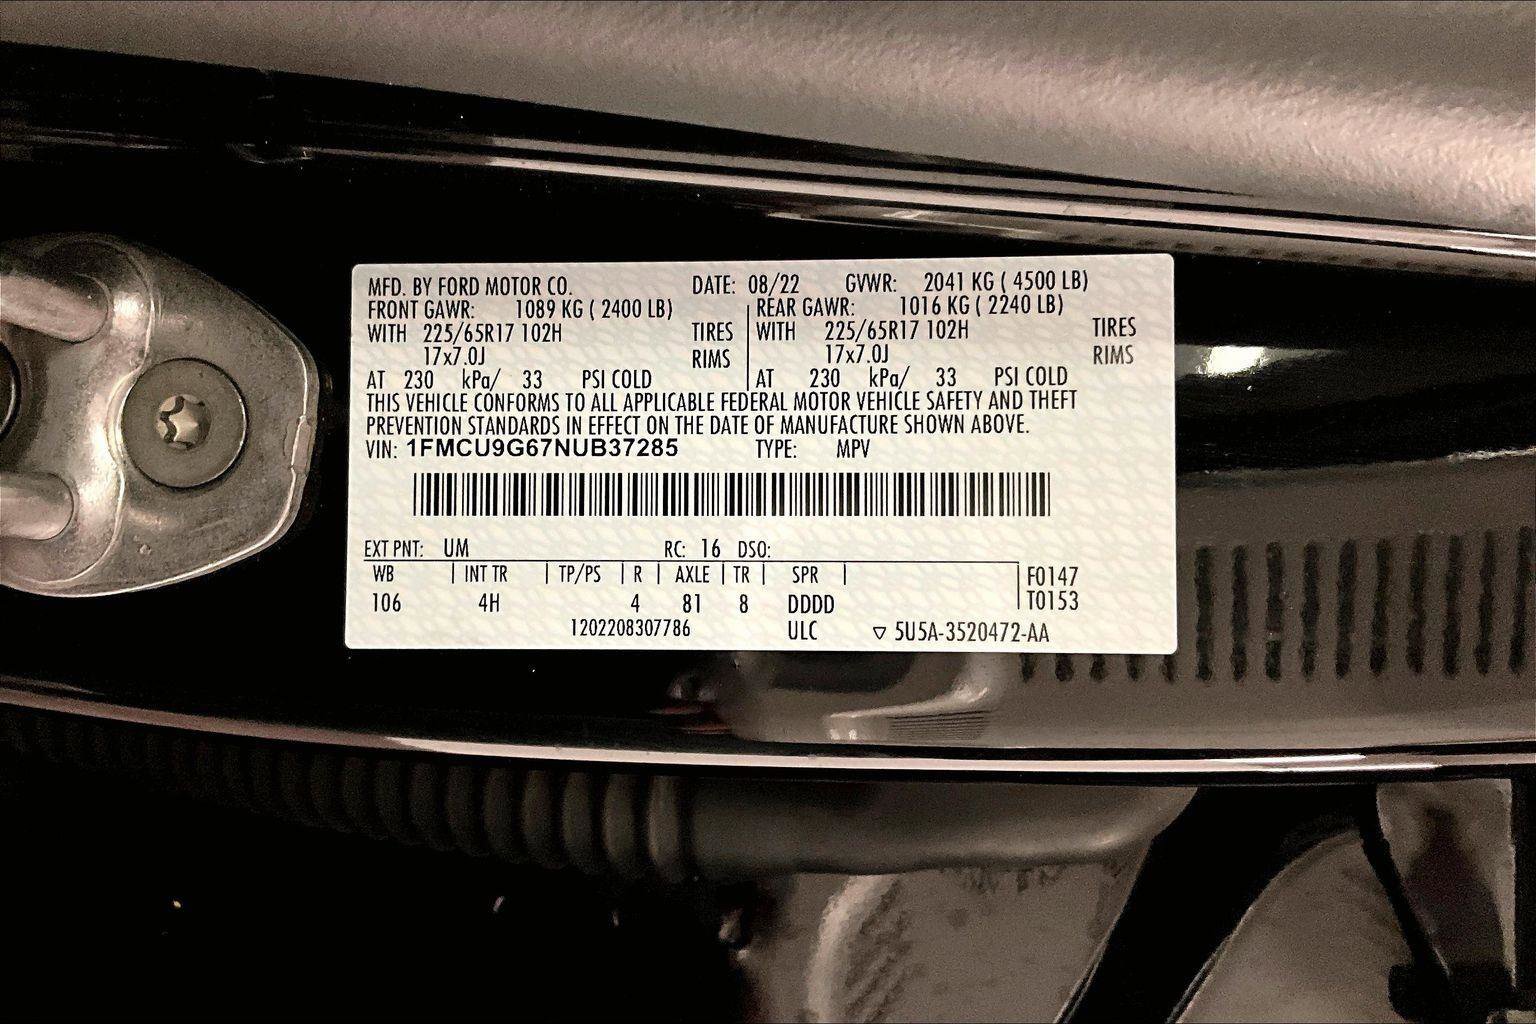 MFD. BY FORD MOTOR CO. DATE: 08/22 GVWR: 2041 KG ( 4500 LB)
FRONT GAWR: 1089 KG ( 2400 LB) REAR GAWR: 1016 KG ( 2240 LB)
WITH 225/65R17 102H TIRES WITH 225/65R17 102H TIRES
17x7.0J RIMS 17x7.0J RIMS
AT 230 kPa/ 33 PSI COLD AT 230 kPa/ 33 PSI COLD
THIS VEHICLE CONFORMS TO ALL APPLICABLE FEDERAL MOTOR VEHICLE SAFETY AND THEFT
PREVENTION STANDARDS IN EFFECT ON THE DATE OF MANUFACTURE SHOWN ABOVE.
VIN: 1FMCU9G67NUB37285 TYPE: MPV
EXT PNT: UM RC: 16 DSO:
WB | INT TR | TP/PS | R | AXLE | TR | SPR | F0147
106 4H 4 81 8 DDDD T0153
1202208307786 ULC ▽ 5U5A-3520472-AA